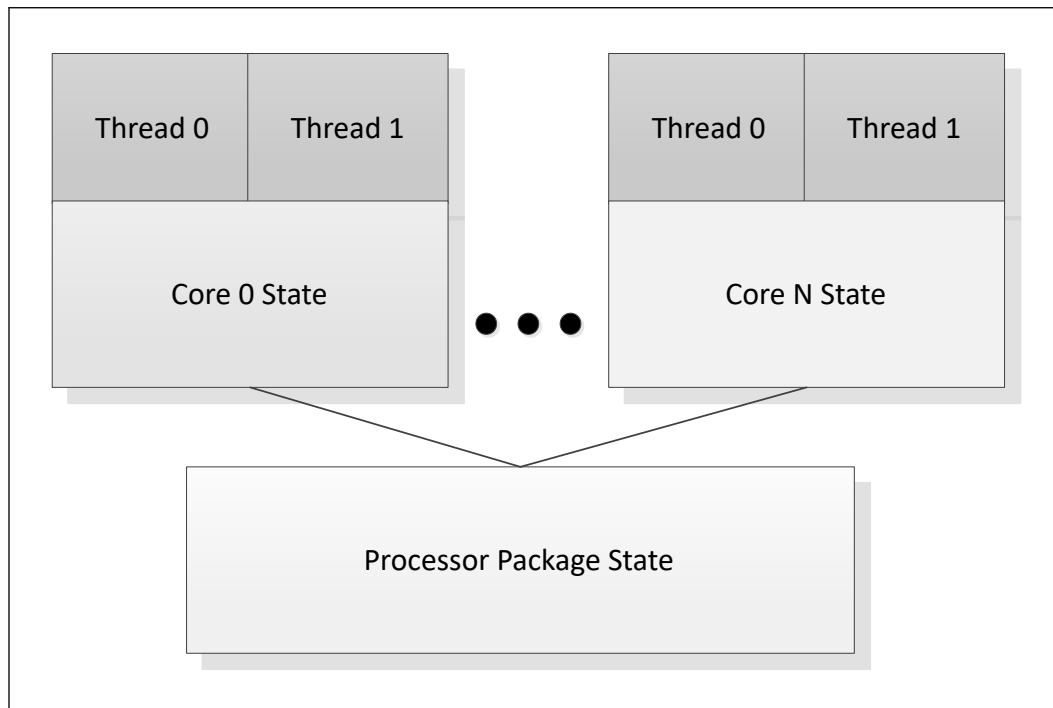 Thread 0
Thread 1
Thread 0
Thread 1
Core 0 State
Core N State
Processor Package State